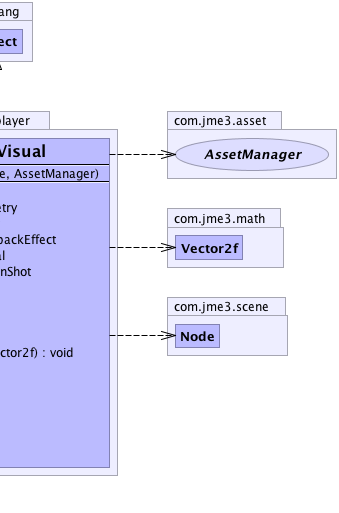 ang
ect
layer
Visual
e, AssetManager)
etry
backEffect
al
nShot
ctor2f) : void
com.jme3.asset
AssetManager
com.jme3.math
Vector2f
com.jme3.scene
Node